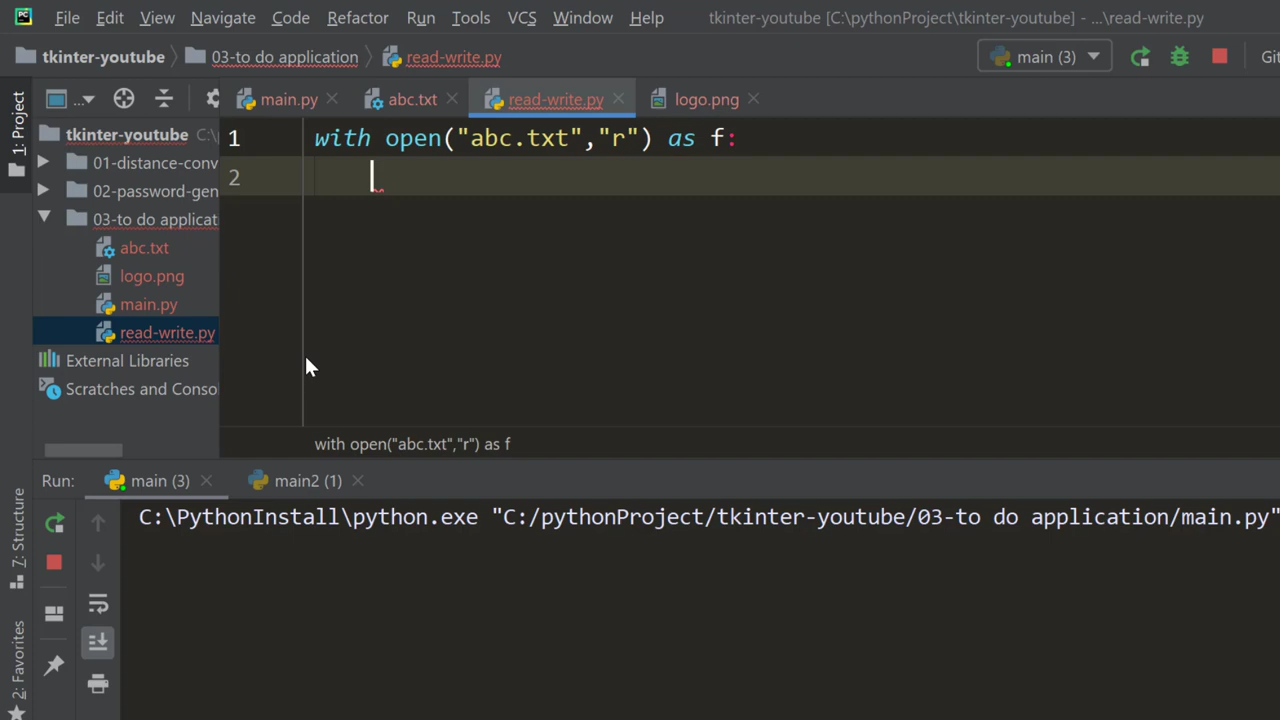 PC File Edit View Navigate Code Refactor Run Tools VCS Window Help tkinter-youtube [C:\pythonProject\tkinter-youtube] - ...\read-write.py
tkinter-youtube 03-to do application read-write.py main (3) Git
... main.py abc.txt read-write.py logo.png
1: Project
tkinter-youtube C:\
01-distance-conv
02-password-gen
03-to do applicat
abc.txt
logo.png
main.py
read-write.py
External Libraries
Scratches and Conso
1 with open("abc.txt","r") as f:
2
with open("abc.txt","r") as f
Run: main (3) main2 (1)
C:\PythonInstall\python.exe "C:/pythonProject/tkinter-youtube/03-to do application/main.py"
7: Structure
2: Favorites